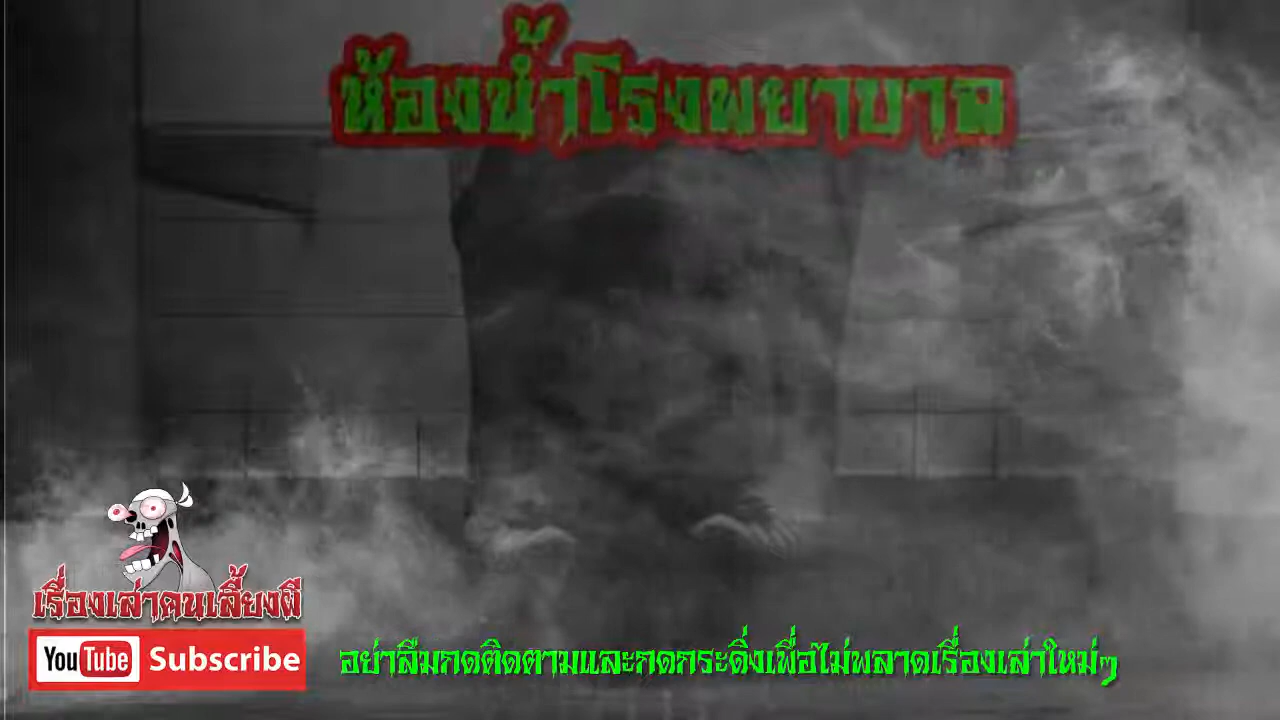 ห้องน้ำโรงพยาบาล
เรื่องเล่าคนเลี้ยงผี
YouTube Subscribe
อย่าลืมกดติดตามและกดกระดิ่งเพื่อไม่พลาดเรื่องเล่าใหม่ๆ